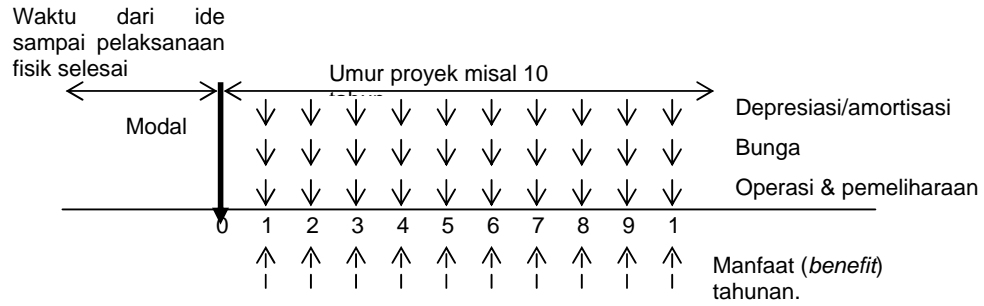 Waktu dari ide
sampai pelaksanaan
fisik selesai
Umur proyek misal 10
Modal
Depresiasi/amortisasi
Bunga
Operasi & pemeliharaan
0 1 2 3 4 5 6 7 8 9 1
Manfaat (benefit)
tahunan.